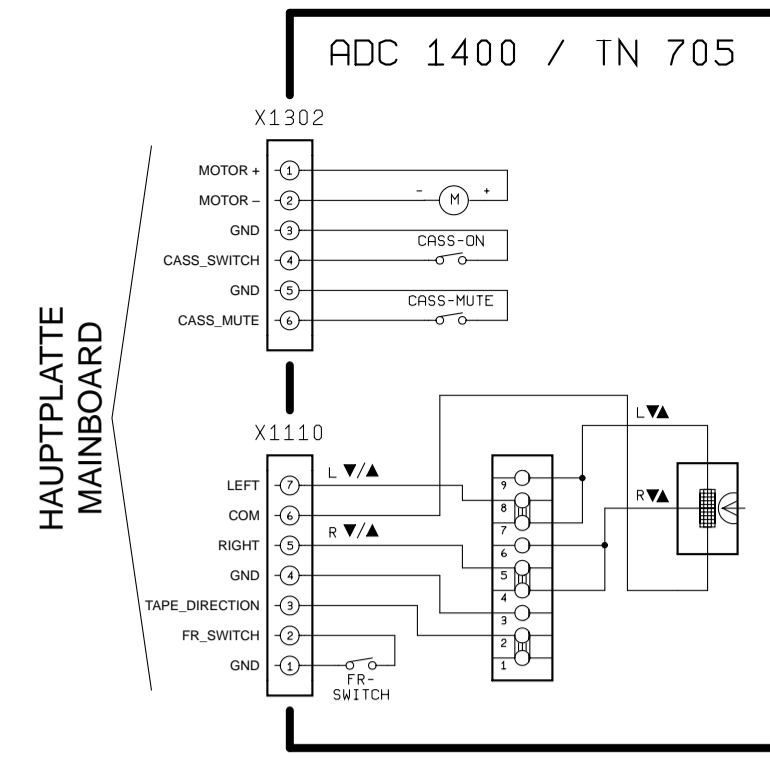 ADC 1400 / TN 705
X1302
MOTOR + 1
MOTOR – 2
- M +
GND 3
CASS-ON
CASS_SWITCH 4
GND 5
CASS-MUTE
CASS_MUTE 6
HAUPTPLATTE
MAINBOARD
X1110
L ▼/▲
LEFT 7
COM 6
R ▼/▲
RIGHT 5
GND 4
TAPE_DIRECTION 3
FR_SWITCH 2
GND 1
FR-
SWITCH
9
8
7
6
5
4
3
2
1
L▼▲
R▼▲